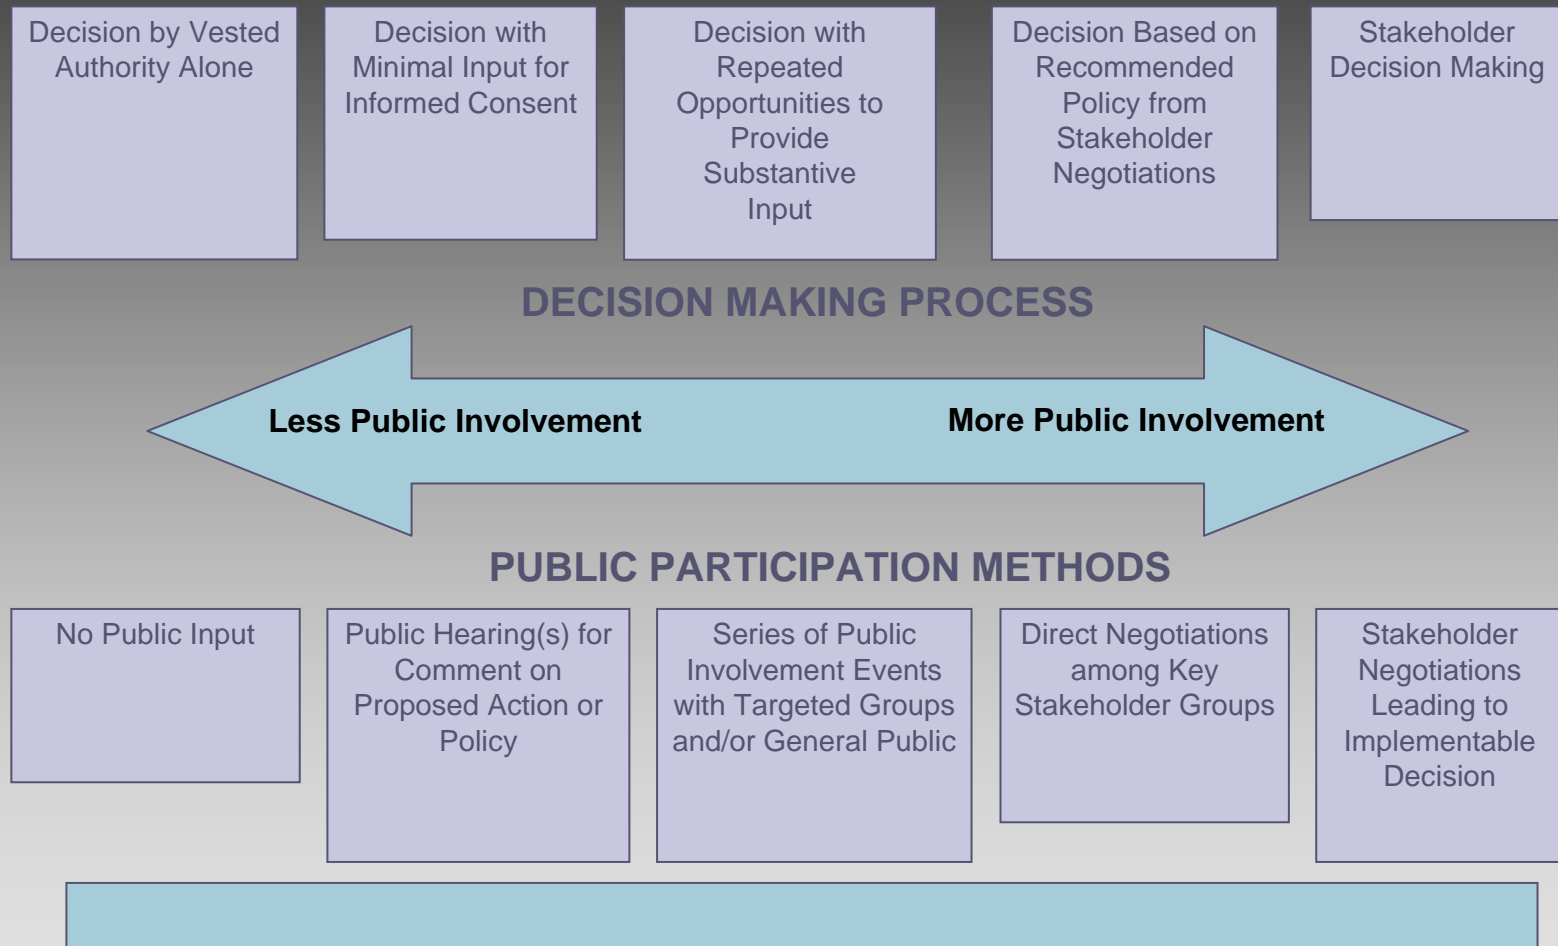 Decision by Vested
Authority Alone
Decision with
Minimal Input for
Informed Consent
Decision with
Repeated
Opportunities to
Provide
Substantive
Input
Decision Based on
Recommended
Policy from
Stakeholder
Negotiations
Stakeholder
Decision Making
DECISION MAKING PROCESS
Less Public Involvement
More Public Involvement
PUBLIC PARTICIPATION METHODS
No Public Input
Public Hearing(s) for
Comment on
Proposed Action or
Policy
Series of Public
Involvement Events
with Targeted Groups
and/or General Public
Direct Negotiations
among Key
Stakeholder Groups
Stakeholder
Negotiations
Leading to
Implementable
Decision